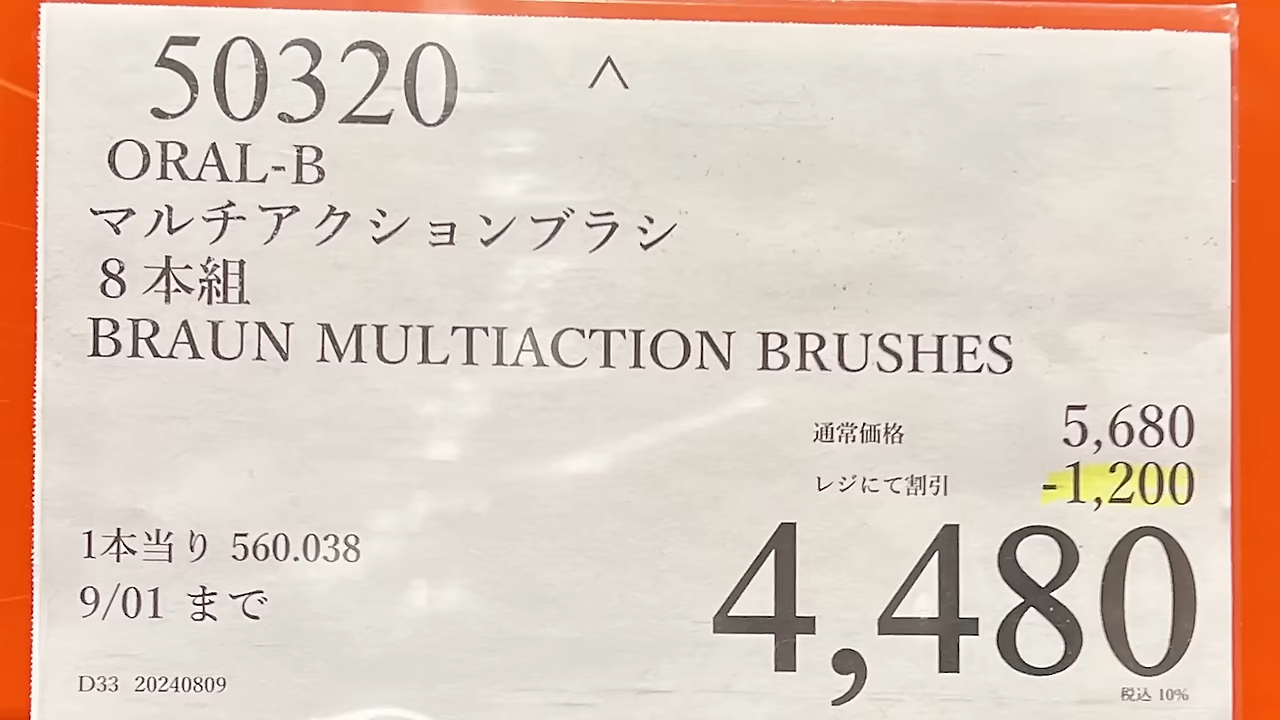 50320
^
ORAL-B
マルチアクションブラシ
8本組
BRAUN MULTIACTION BRUSHES
通常価格 5,680
レジにて割引 -1,200
4,480
1本当り 560.038
9/01 まで
D33 20240809
税込 10%